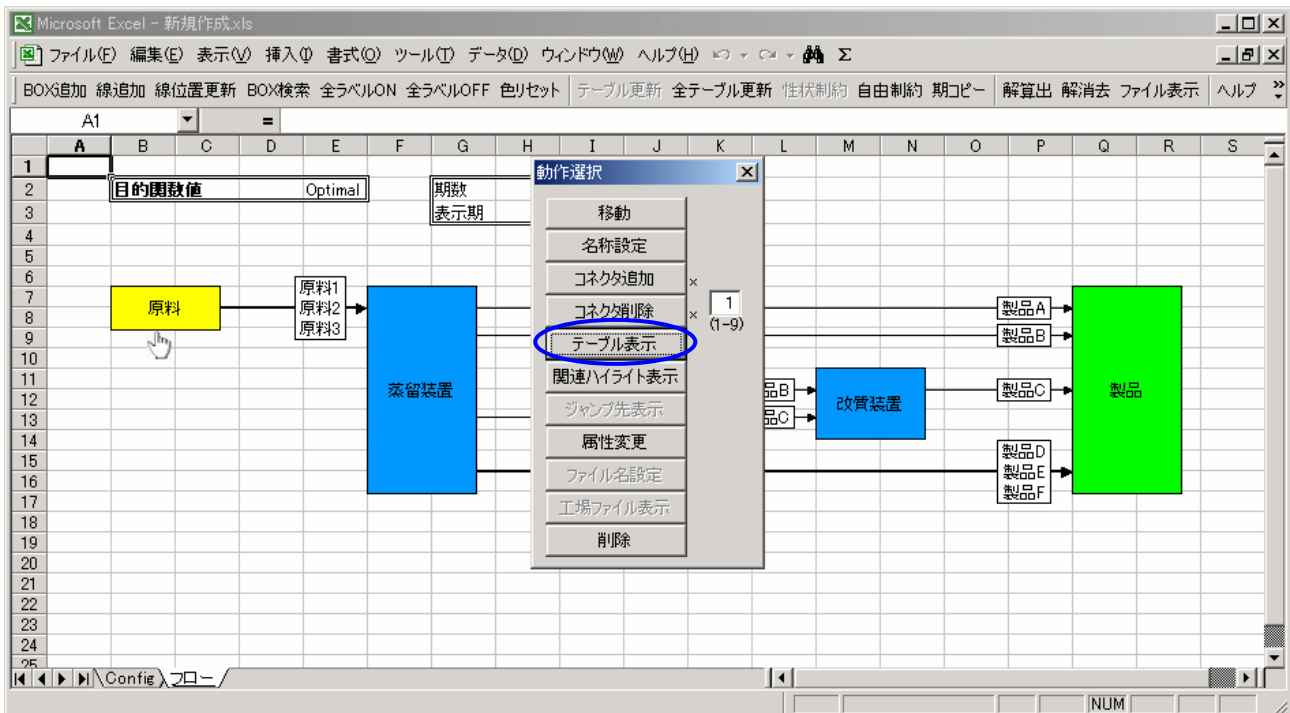 Microsoft Excel - 新規作成.xls
ファイル(F) 編集(E) 表示(V) 挿入(I) 書式(O) ツール(T) データ(D) ウィンドウ(W) ヘルプ(H) Σ
BOX追加 線追加 線位置更新 BOX検索 全ラベルON 全ラベルOFF 色リセット テーブル更新 全テーブル更新 性状制約 自由制約 期コピー 解算出 解消去 ファイル表示 ヘルプ »
A1 =
A B C D E F G H I J K L M N O P Q R S
1
2 目的関数値 Optimal 期数
3 表示期
4
5
6
7
8
9
10
11
12
13
14
15
16
17
18
19
20
21
22
23
24
25
原料
原料1
原料2
原料3
蒸留装置
動作選択
移動
名称設定
コネクタ追加 ×
コネクタ削除 × 1
(1-9)
テーブル表示
関連ハイライト表示
ジャンプ先表示
属性変更
ファイル名設定
工場ファイル表示
削除
品B
品C
改質装置
製品A
製品B
製品C
製品D
製品E
製品F
製品
Config フロー
NUM